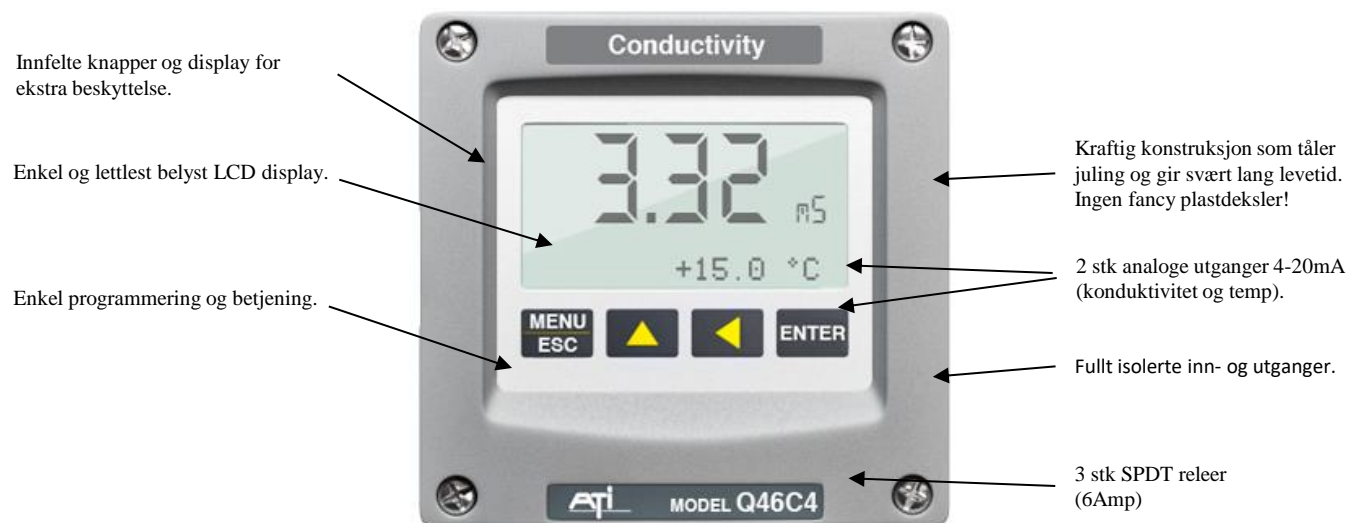 Conductivity
Innfelte knapper og display for
ekstra beskyttelse.
Enkel og lettlest belyst LCD display.
Enkel programmering og betjening.
3.32 mS
+15.0 °C
MENU
ESC
ENTER
ATi MODEL Q46C4
Kraftig konstruksjon som tåler
juling og gir svært lang levetid.
Ingen fancy plastdeksler!
2 stk analoge utganger 4-20mA
(konduktivitet og temp).
Fullt isolerte inn- og utganger.
3 stk SPDT releer
(6Amp)